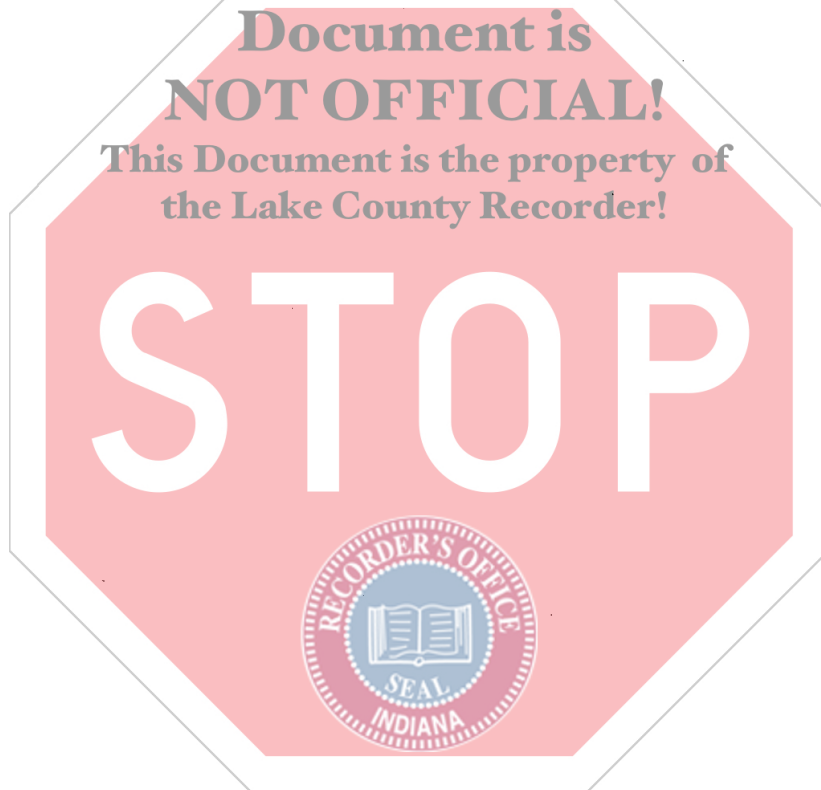 Document is
NOT OFFICIAL!
This Document is the property of
the Lake County Recorder!
STOP
RECORDER'S OFFICE
SEAL
INDIANA